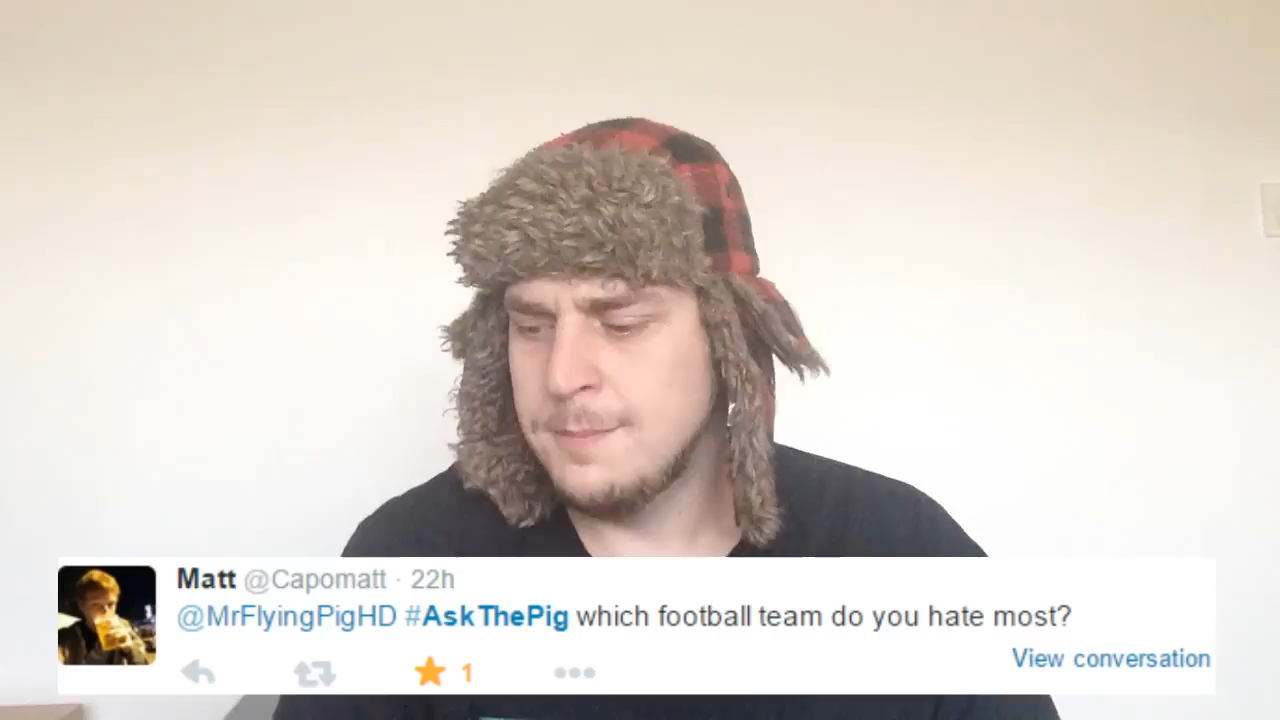 Matt @Capomatt · 22h
@MrFlyingPigHD #AskThePig which football team do you hate most?
1
View conversation